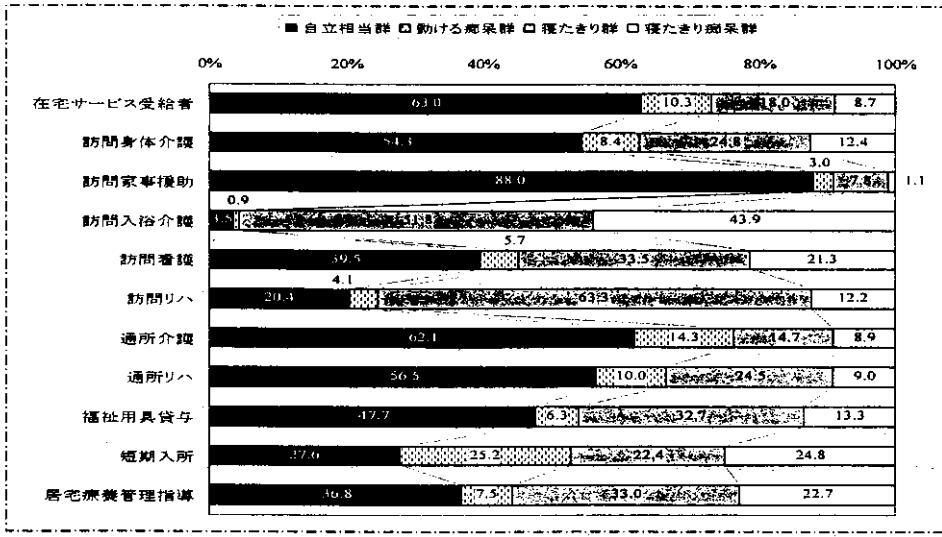 自立相当群 動ける痴呆群 寝たきり群 寝たきり痴呆群
0% 20% 40% 60% 80% 100%
在宅サービス受給者 63.0 10.3 18.0 8.7
訪問身体介護 54.3 8.4 24.8 12.4
3.0
訪問家事援助 88.0 7.8 1.1
0.9
訪問入浴介護 3.5 51.8 43.9
5.7
訪問看護 39.5 33.5 21.3
4.1
訪問リハ 20.4 63.3 12.2
通所介護 62.1 14.3 14.7 8.9
通所リハ 56.5 10.0 24.5 9.0
福祉用具貸与 47.7 6.3 32.7 13.3
短期入所 27.6 25.2 22.4 24.8
居宅療養管理指導 36.8 7.5 33.0 22.7